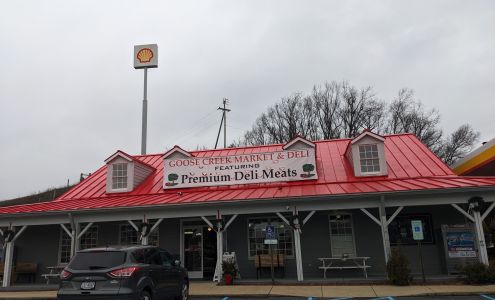 GOOSE CREEK MARKET & DELI
FEATURING
PREMIUM DELI MEATS